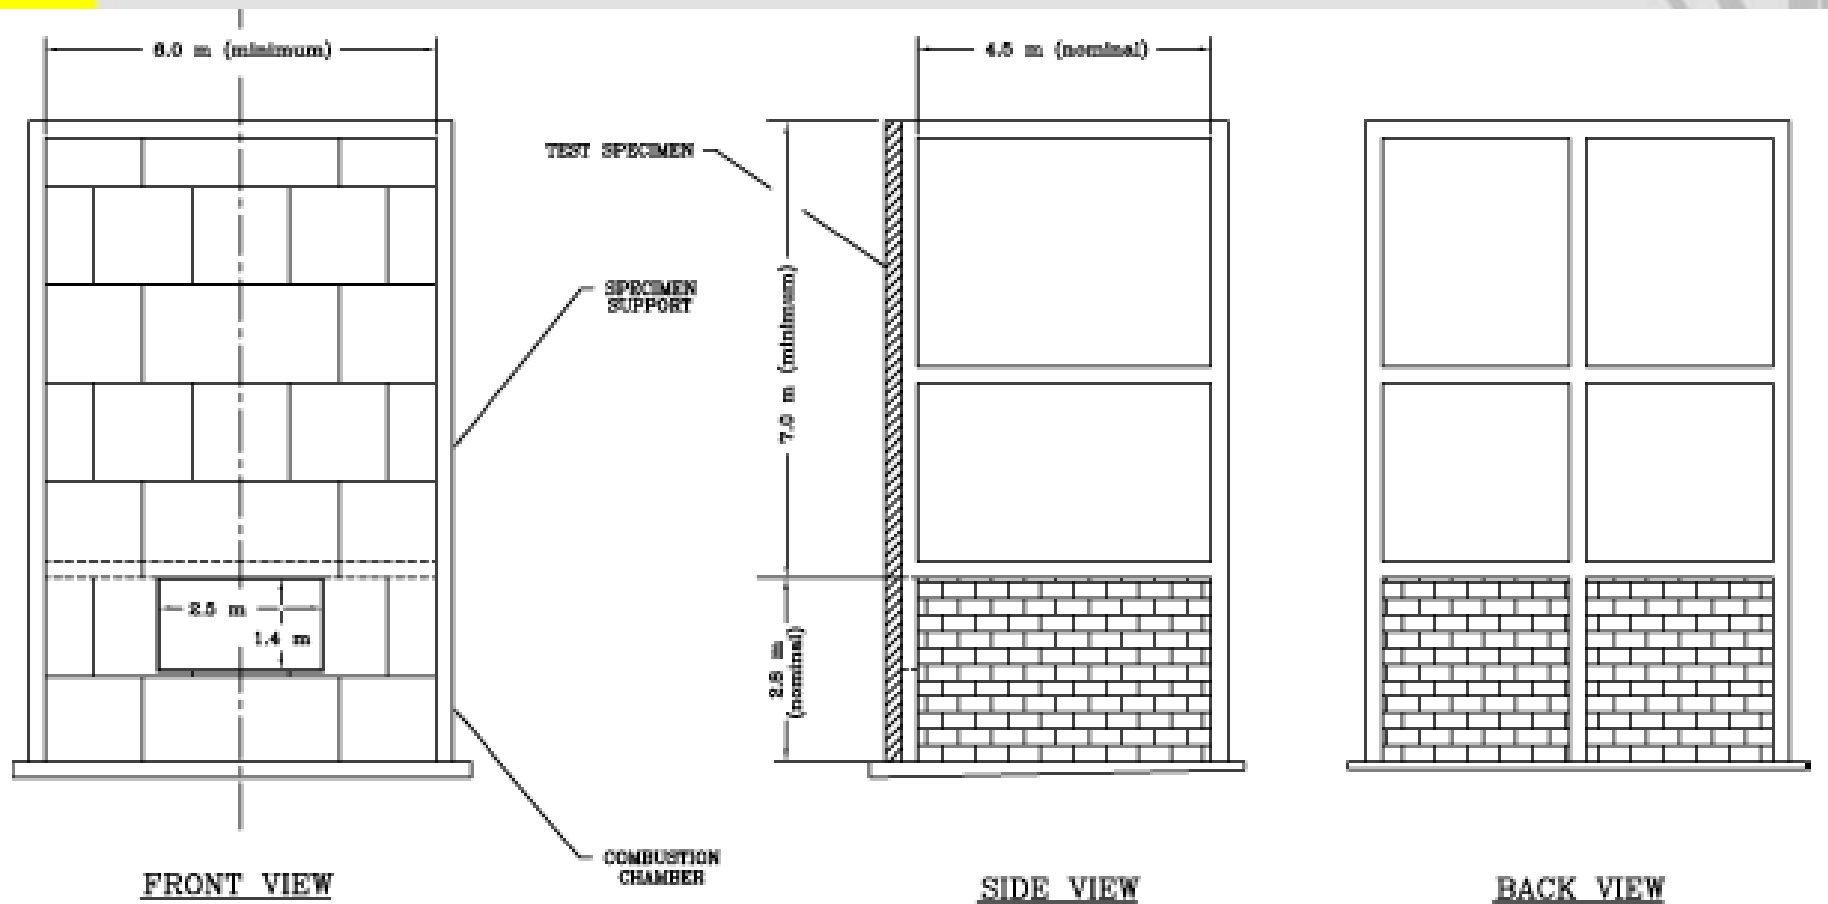 6.0 m (minimum)
4.5 m (nominal)
TEST SPECIMEN
SPECIMEN
SUPPORT
7.0 m (minimum)
2.5 m
1.4 m
2.8 m
(nominal)
COMBUSTION
CHAMBER
FRONT VIEW
SIDE VIEW
BACK VIEW